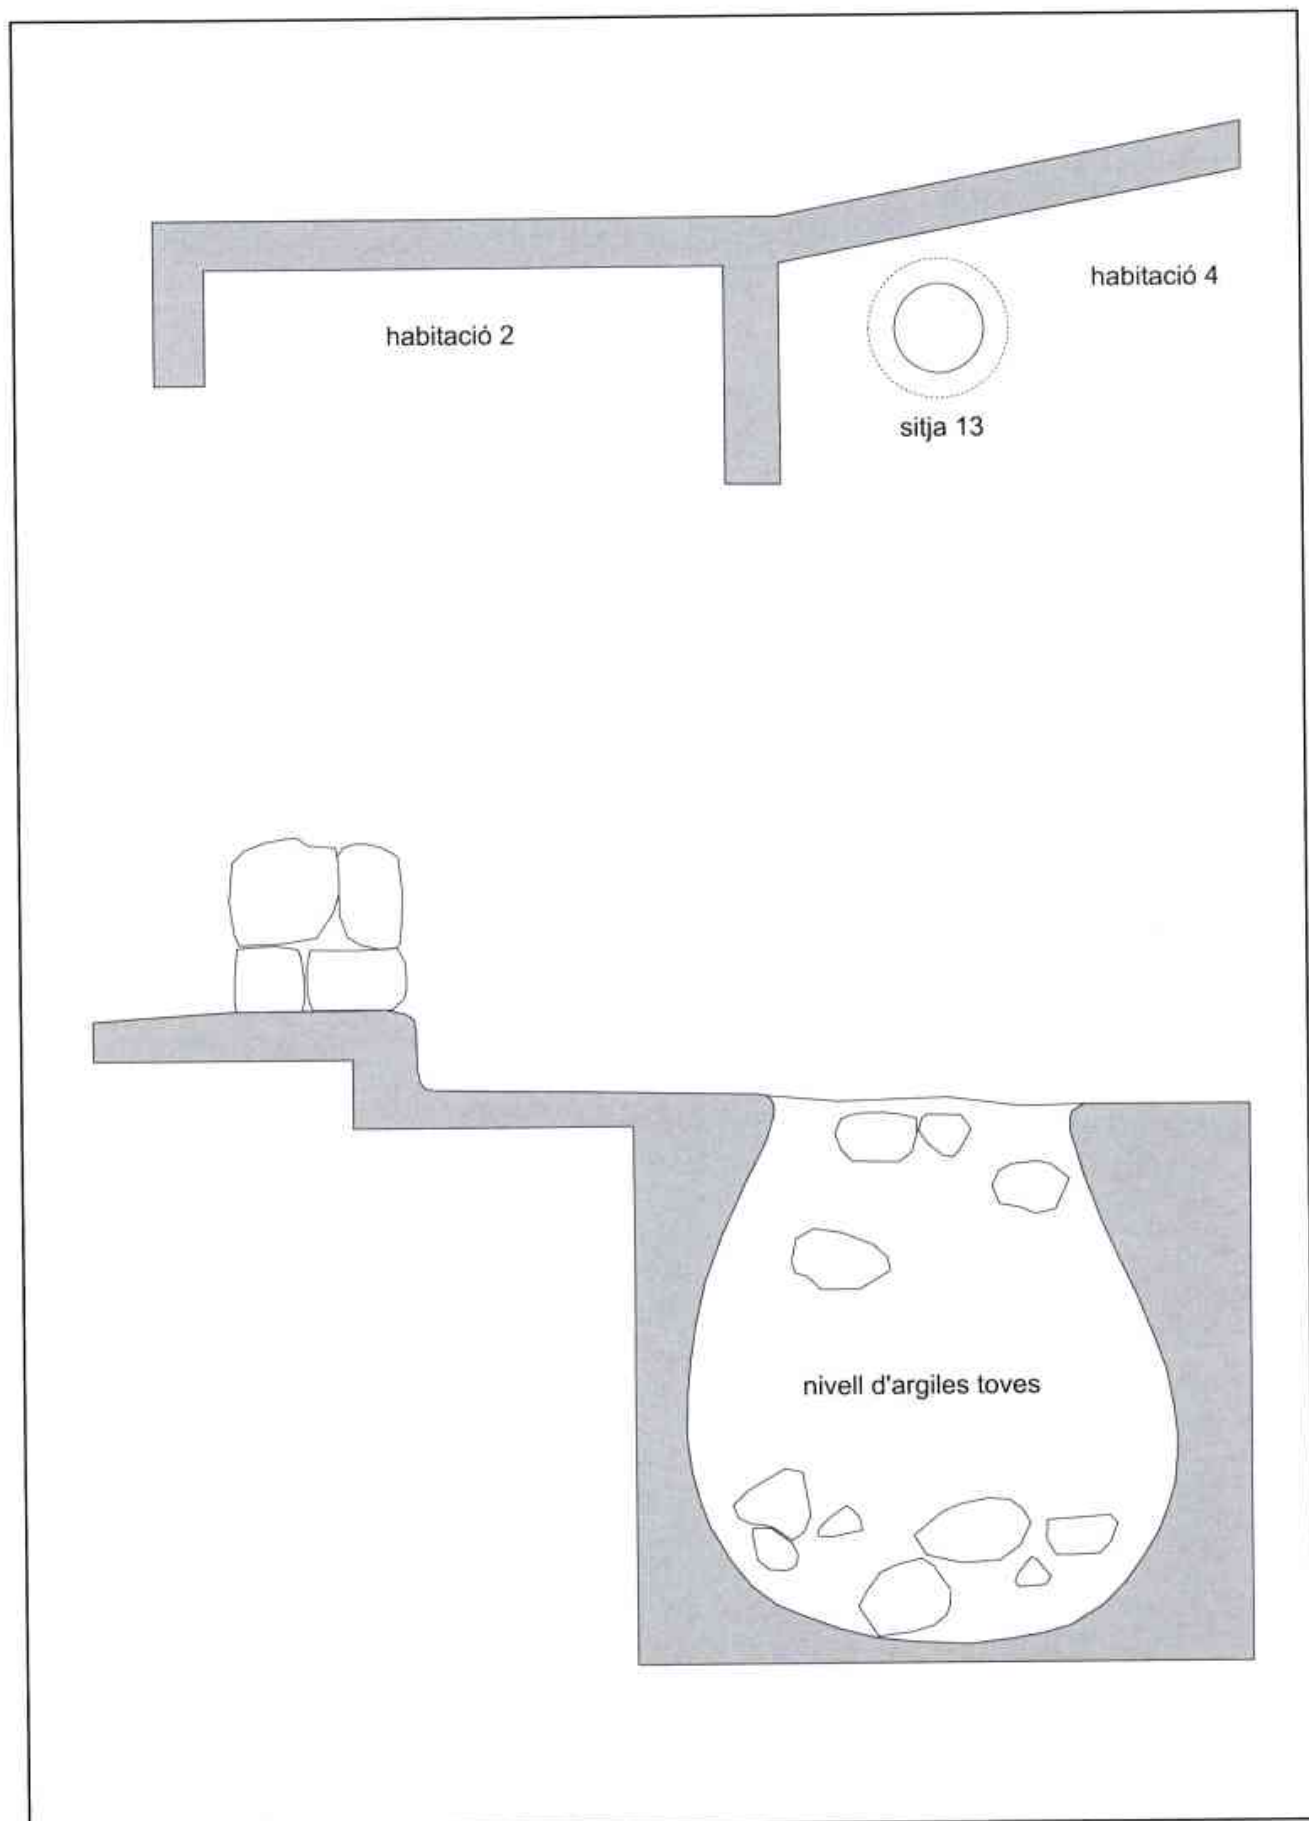 habitació 4
habitació 2
sitja 13
nivell d'argiles toves